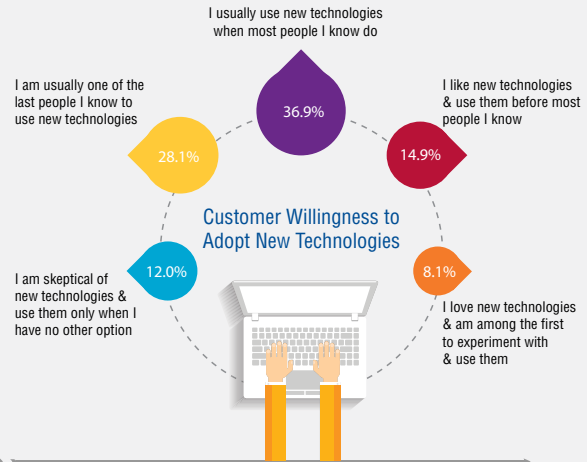 I usually use new technologies
when most people I know do
36.9%
I am usually one of the
last people I know to
use new technologies
28.1%
I like new technologies
& use them before most
people I know
14.9%
Customer Willingness to
Adopt New Technologies
12.0%
I am skeptical of
new technologies &
use them only when I
have no other option
8.1%
I love new technologies
& am among the first
to experiment with
& use them